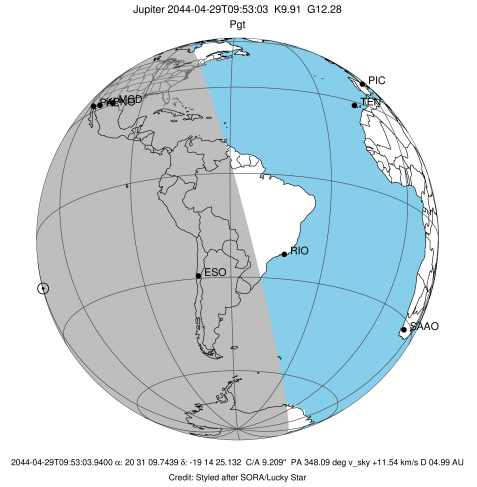 Jupiter 2044-04-29T09:53:03 K9.91 G12.28
Pgt
PIC
TEN
MOD
RIO
ESO
SAAO
2044-04-29T09:53:03.9400 α: 20 31 09.7439 δ: -19 14 25.132 C/A 9.209" PA 348.09 deg v_sky +11.54 km/s D 04.99 AU
Credit: Styled after SORA/Lucky Star